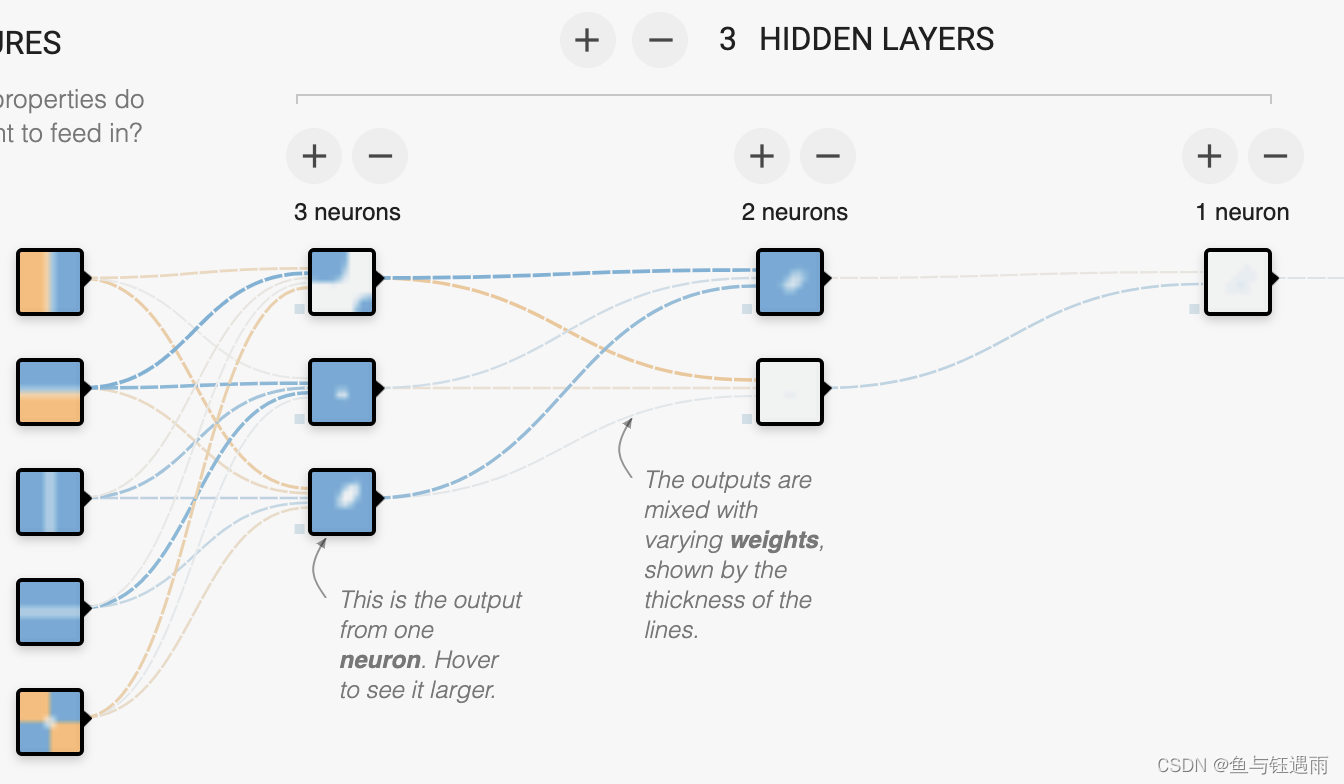 URES
+ − 3 HIDDEN LAYERS
properties do
nt to feed in?
+ − + − + −
3 neurons 2 neurons 1 neuron
The outputs are
mixed with
varying weights,
shown by the
thickness of the
lines.
This is the output
from one
neuron. Hover
to see it larger.
CSDN @鱼与钰遇雨